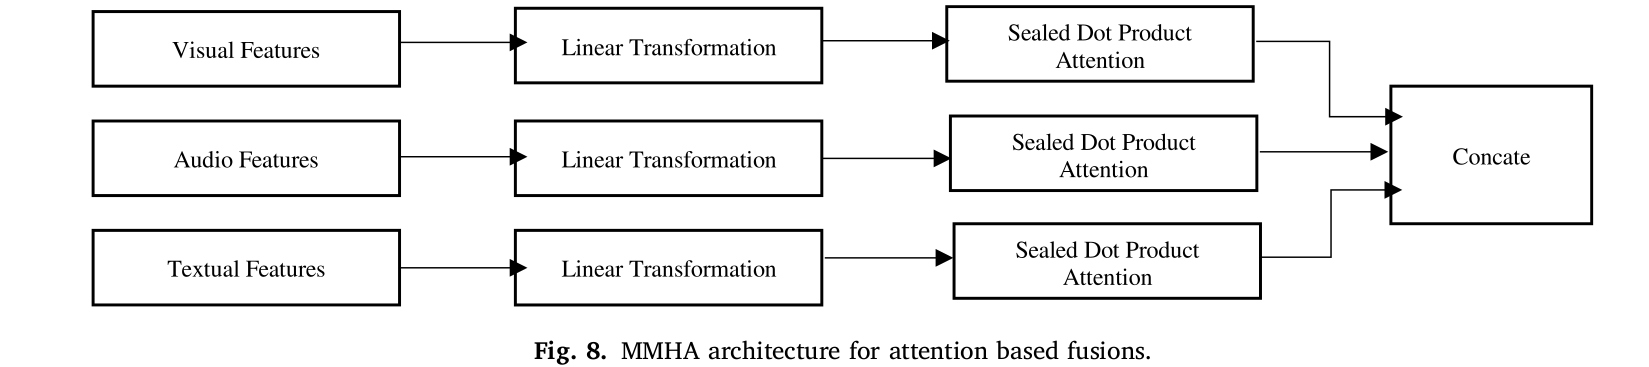 Visual Features
Linear Transformation
Sealed Dot Product
Attention
Audio Features
Linear Transformation
Sealed Dot Product
Attention
Concate
Textual Features
Linear Transformation
Sealed Dot Product
Attention
Fig. 8. MMHA architecture for attention based fusions.